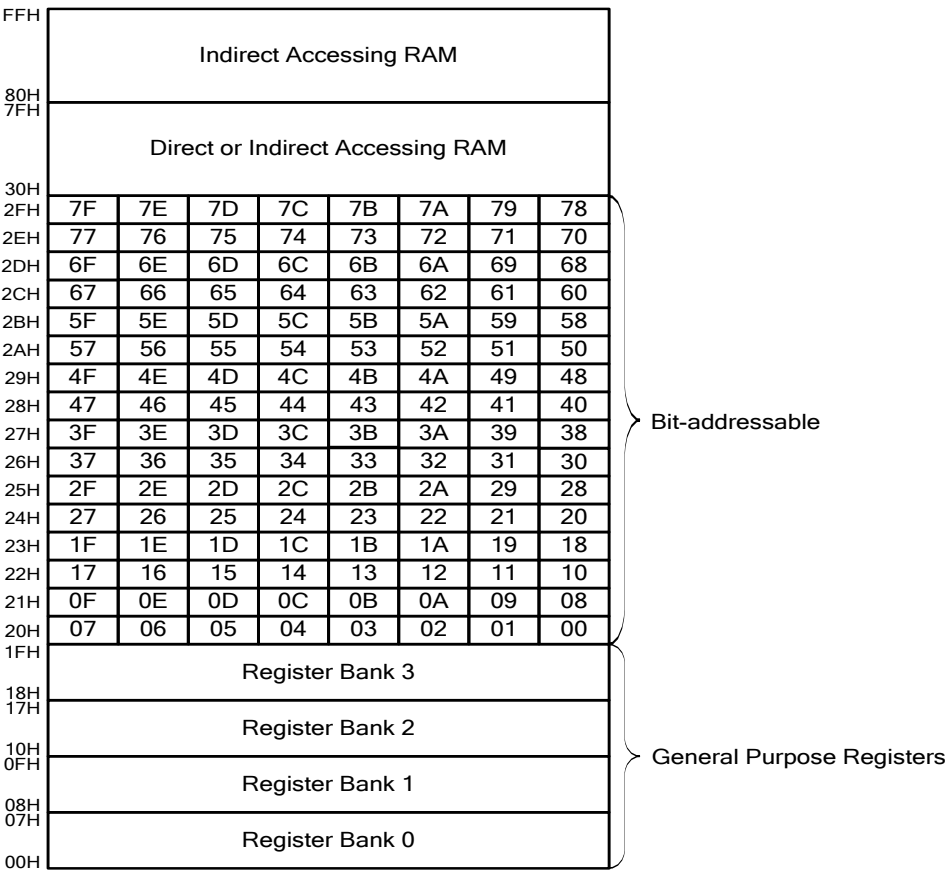 FFH
Indirect Accessing RAM
80H
7FH
Direct or Indirect Accessing RAM
30H
2FH 7F 7E 7D 7C 7B 7A 79 78
2EH 77 76 75 74 73 72 71 70
2DH 6F 6E 6D 6C 6B 6A 69 68
2CH 67 66 65 64 63 62 61 60
2BH 5F 5E 5D 5C 5B 5A 59 58
2AH 57 56 55 54 53 52 51 50
29H 4F 4E 4D 4C 4B 4A 49 48
28H 47 46 45 44 43 42 41 40
Bit-addressable
27H 3F 3E 3D 3C 3B 3A 39 38
26H 37 36 35 34 33 32 31 30
25H 2F 2E 2D 2C 2B 2A 29 28
24H 27 26 25 24 23 22 21 20
23H 1F 1E 1D 1C 1B 1A 19 18
22H 17 16 15 14 13 12 11 10
21H 0F 0E 0D 0C 0B 0A 09 08
20H 07 06 05 04 03 02 01 00
1FH
Register Bank 3
18H
17H
Register Bank 2
10H
General Purpose Registers
0FH
Register Bank 1
08H
07H
Register Bank 0
00H